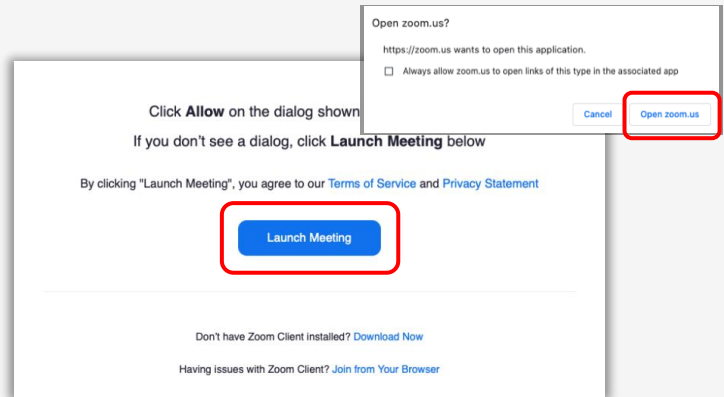 Open zoom.us?
https://zoom.us wants to open this application.
Always allow zoom.us to open links of this type in the associated app
Cancel
Open zoom.us
Click Allow on the dialog shown
If you don't see a dialog, click Launch Meeting below
By clicking "Launch Meeting", you agree to our Terms of Service and Privacy Statement
Launch Meeting
Don't have Zoom Client installed? Download Now
Having issues with Zoom Client? Join from Your Browser